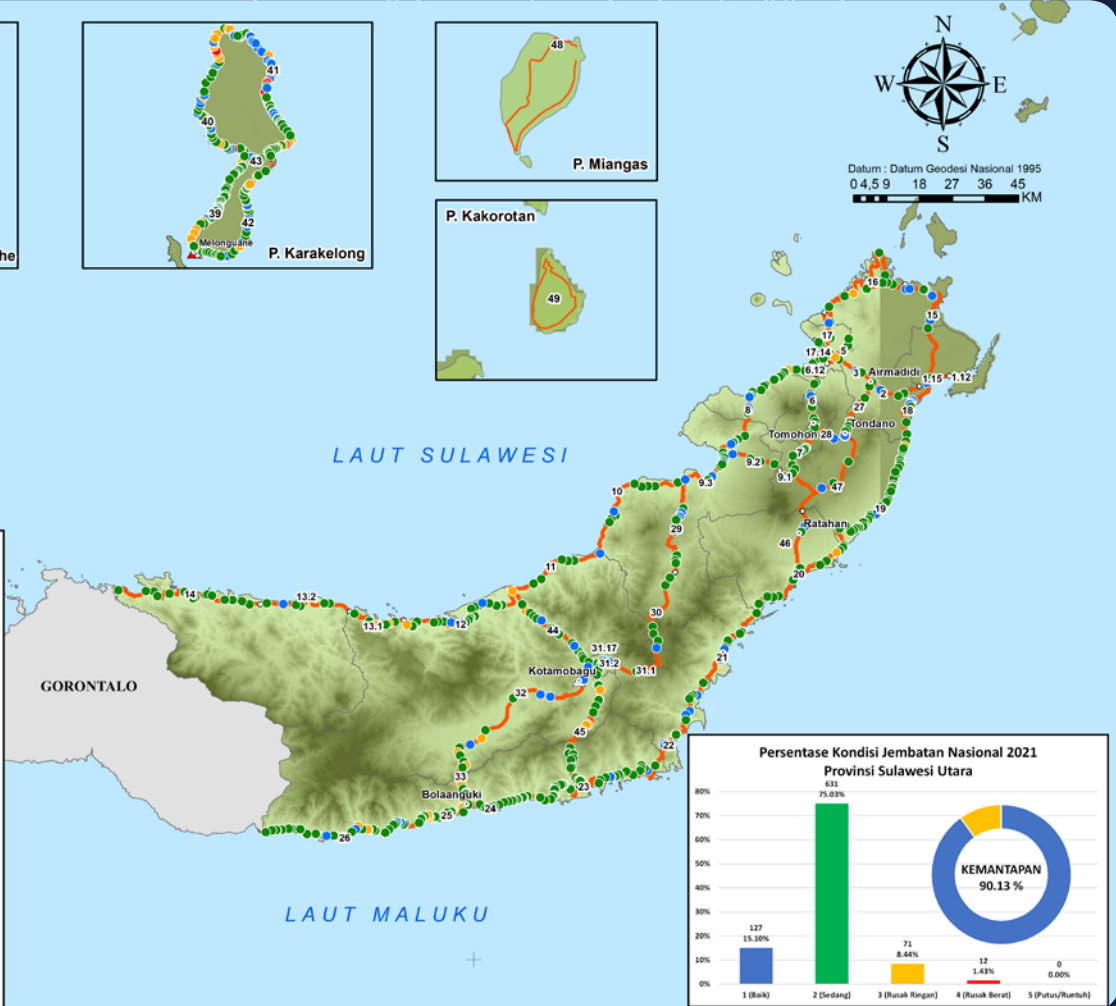 he
41
40
43
39
42
Melonguane
P. Karakelong
48
P. Miangas
P. Kakorotan
49
N
W
E
S
Datum : Datum Geodesi Nasional 1995
0 4,5 9 18 27 36 45
KM
16
15
17
17.14
5
6.12
3
Airmadidi
1.15
1.12
2
8
6
27
18
Tondano
Tomohon
28
7
9.2
9.1
9.3
47
LAUT SULAWESI
10
29
19
Ratahan
46
11
20
14
13.2
30
13.1
12
44
31.17
31.2
31.1
21
Kotamobagu
GORONTALO
32
45
22
33
23
Bolaanguki
24
25
26
LAUT MALUKU
Persentase Kondisi Jembatan Nasional 2021
Provinsi Sulawesi Utara
80%
70%
60%
50%
40%
30%
20%
10%
0%
127
15.10%
631
75.03%
71
8.44%
12
1.43%
0
0.00%
KEMANTAPAN
90.13 %
1 (Baik)
2 (Sedang)
3 (Rusak Ringan)
4 (Rusak Berat)
5 (Putus/Runtuh)